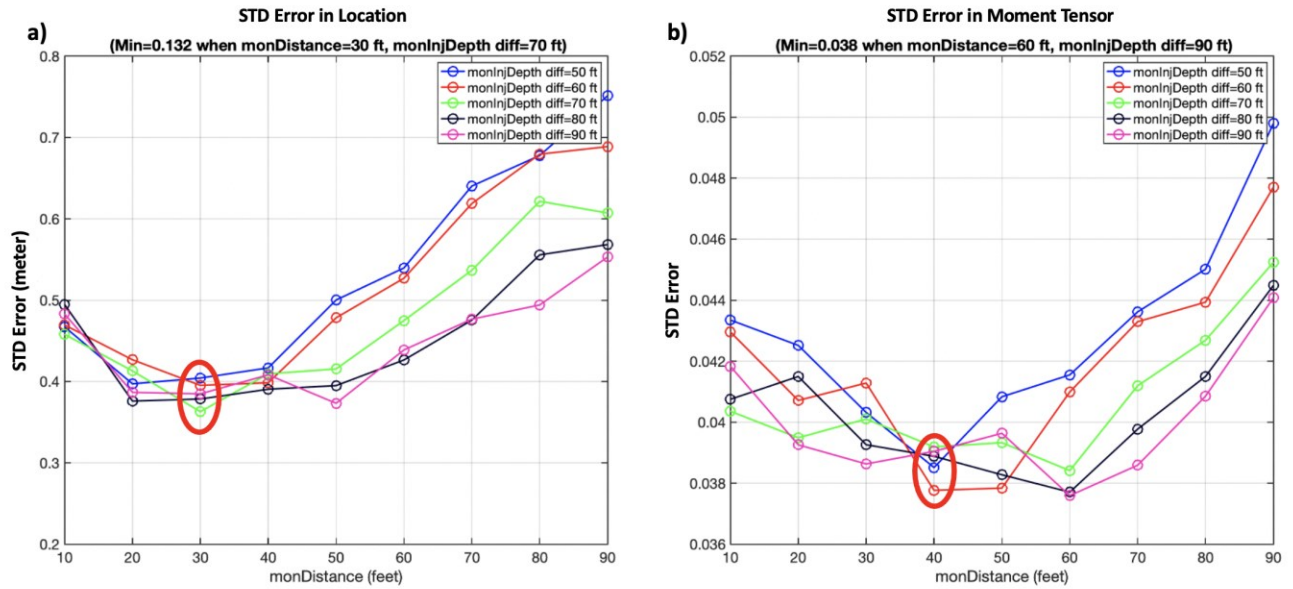 STD Error in Location
a)
(Min=0.132 when monDistance=30 ft, monInjDepth diff=70 ft)
0.8
0.7
0.6
0.5
0.4
0.3
0.2
STD Error (meter)
monInjDepth diff=50 ft
monInjDepth diff=60 ft
monInjDepth diff=70 ft
monInjDepth diff=80 ft
monInjDepth diff=90 ft
10 20 30 40 50 60 70 80 90
monDistance (feet)
STD Error in Moment Tensor
b)
(Min=0.038 when monDistance=60 ft, monInjDepth diff=90 ft)
0.052
0.05
0.048
0.046
0.044
0.042
0.04
0.038
0.036
STD Error
monInjDepth diff=50 ft
monInjDepth diff=60 ft
monInjDepth diff=70 ft
monInjDepth diff=80 ft
monInjDepth diff=90 ft
10 20 30 40 50 60 70 80 90
monDistance (feet)